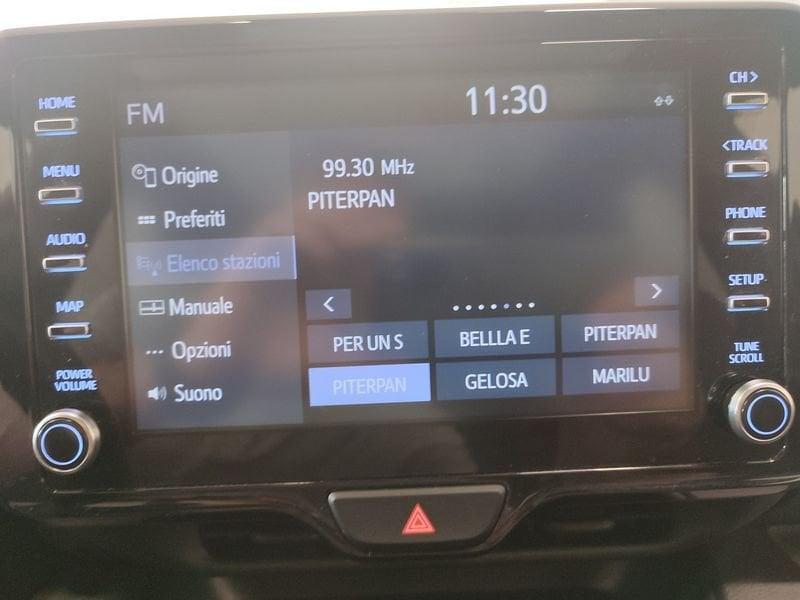 HOME
MENU
AUDIO
MAP
POWER
VOLUME
FM
11:30
Origine
Preferiti
Elenco stazioni
Manuale
Opzioni
Suono
99.30 MHz
PITERPAN
PER UN S
BELLLA E
PITERPAN
PITERPAN
GELOSA
MARILU
CH >
< TRACK
PHONE
SETUP
TUNE
SCROLL